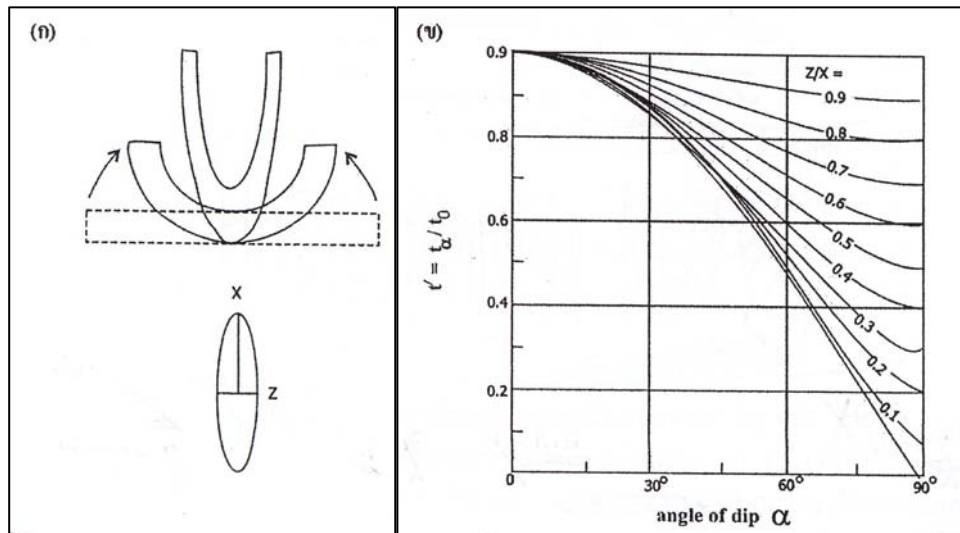 (ก)
X
Z
(ข)
t' = tα / t0
0.9
0.8
0.6
0.4
0.2
0
30°
60°
90°
angle of dip α
Z/X =
0.9
0.8
0.7
0.6
0.5
0.4
0.3
0.2
0.1